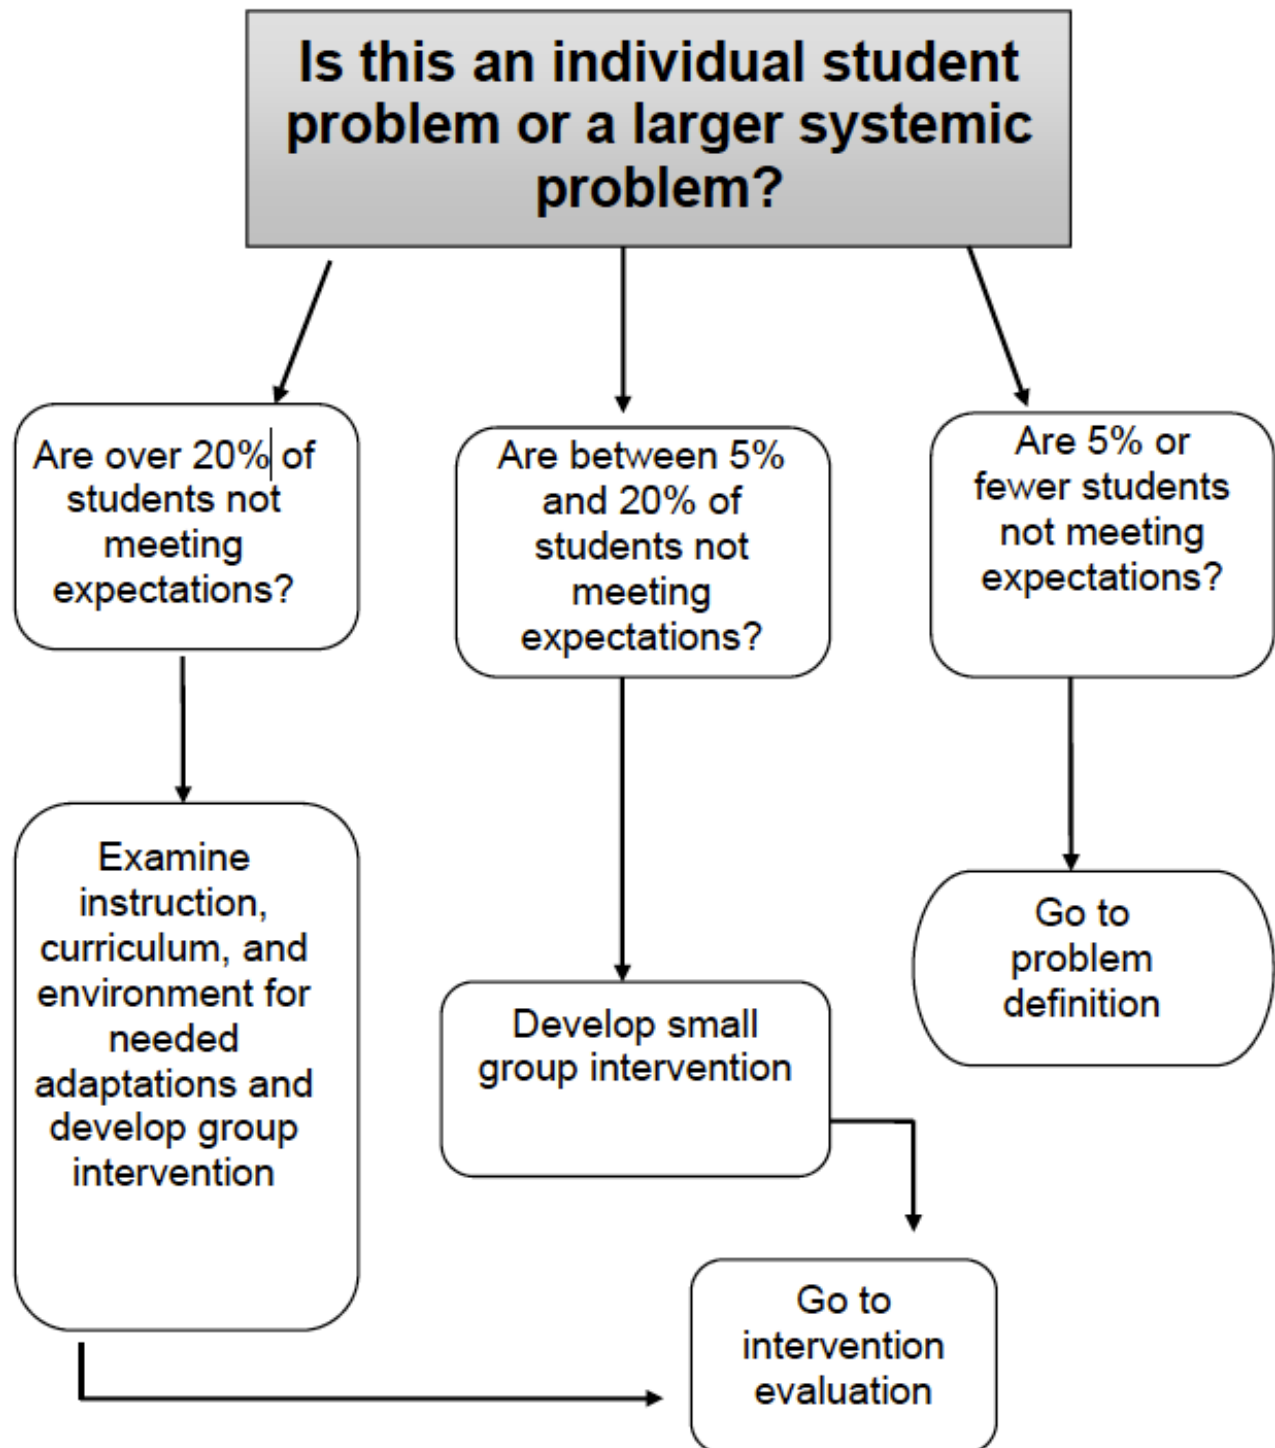 Is this an individual student
problem or a larger systemic
problem?
Are over 20% of
students not
meeting
expectations?
Are between 5%
and 20% of
students not
meeting
expectations?
Are 5% or
fewer students
not meeting
expectations?
Examine
instruction,
curriculum, and
environment for
needed
adaptations and
develop group
intervention
Develop small
group intervention
Go to
problem
definition
Go to
intervention
evaluation